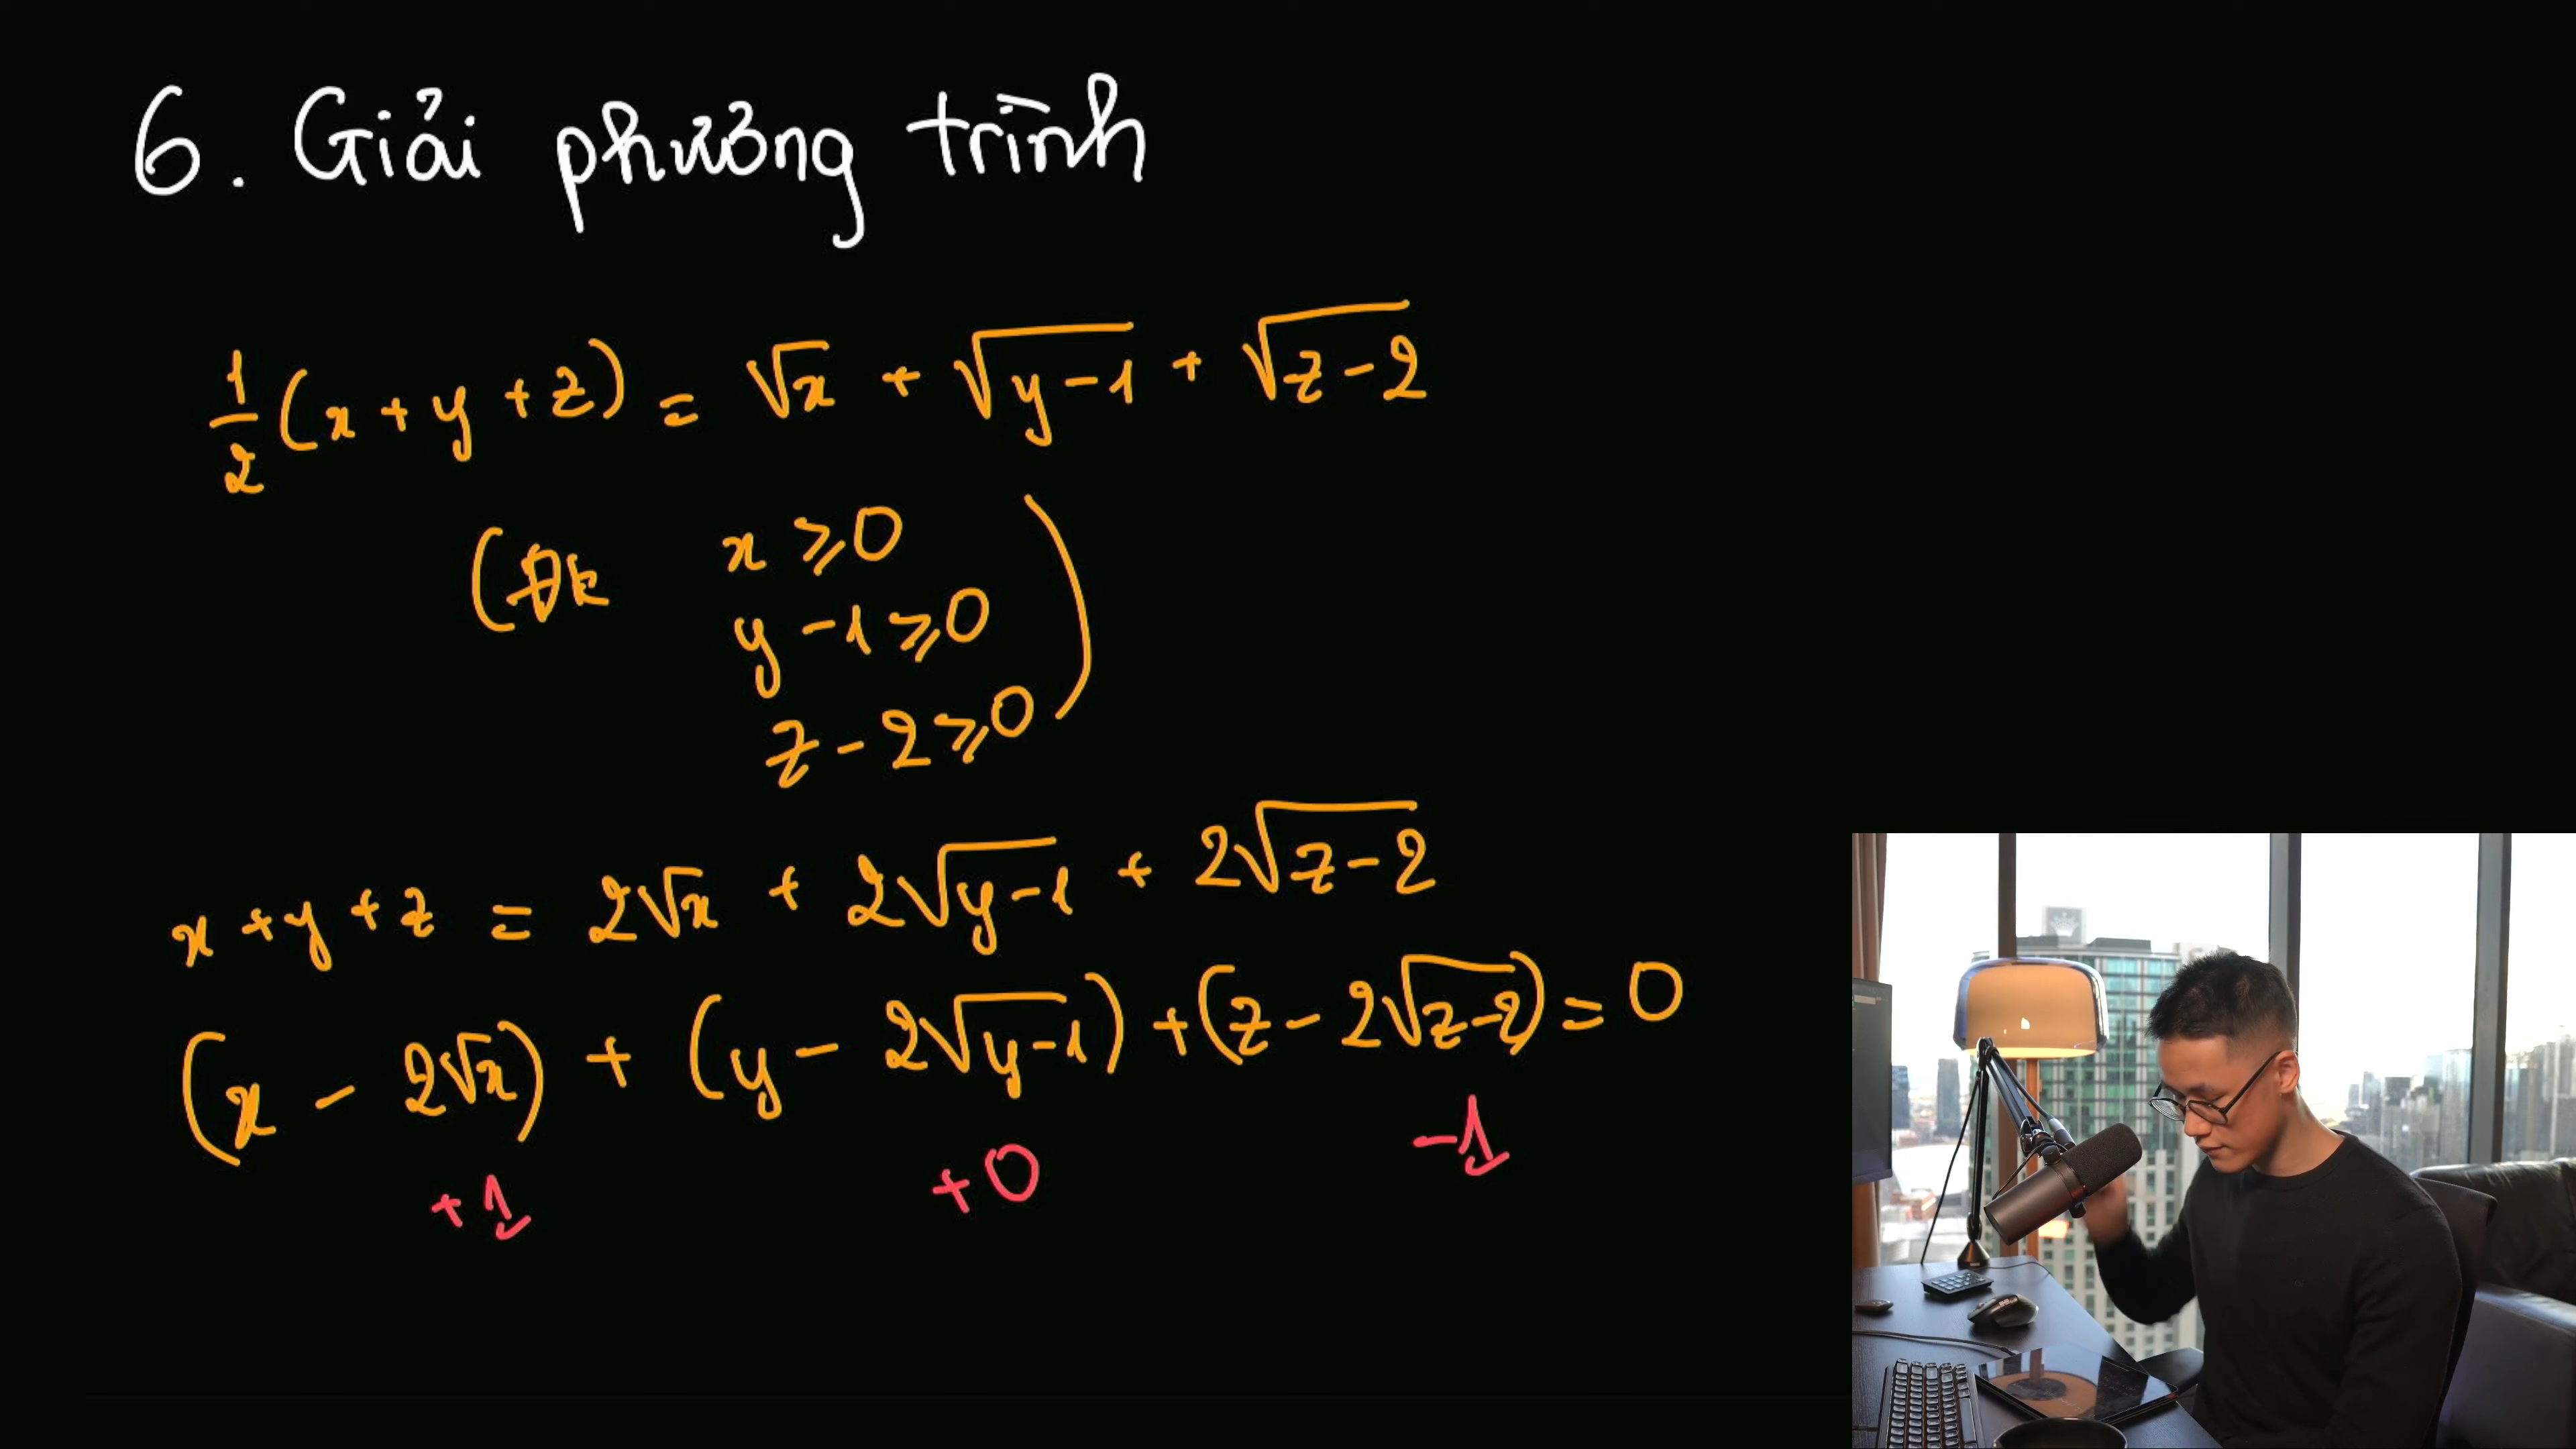 6. Giải phương trình
1/2 (x + y + z) = √x + √(y-1) + √(z-2)
(Đk x ⩾ 0
y - 1 ⩾ 0
z - 2 ⩾ 0)
x + y + z = 2√x + 2√(y-1) + 2√(z-2)
(x - 2√x) + (y - 2√(y-1)) + (z - 2√(z-2)) = 0
+1 +0 -1